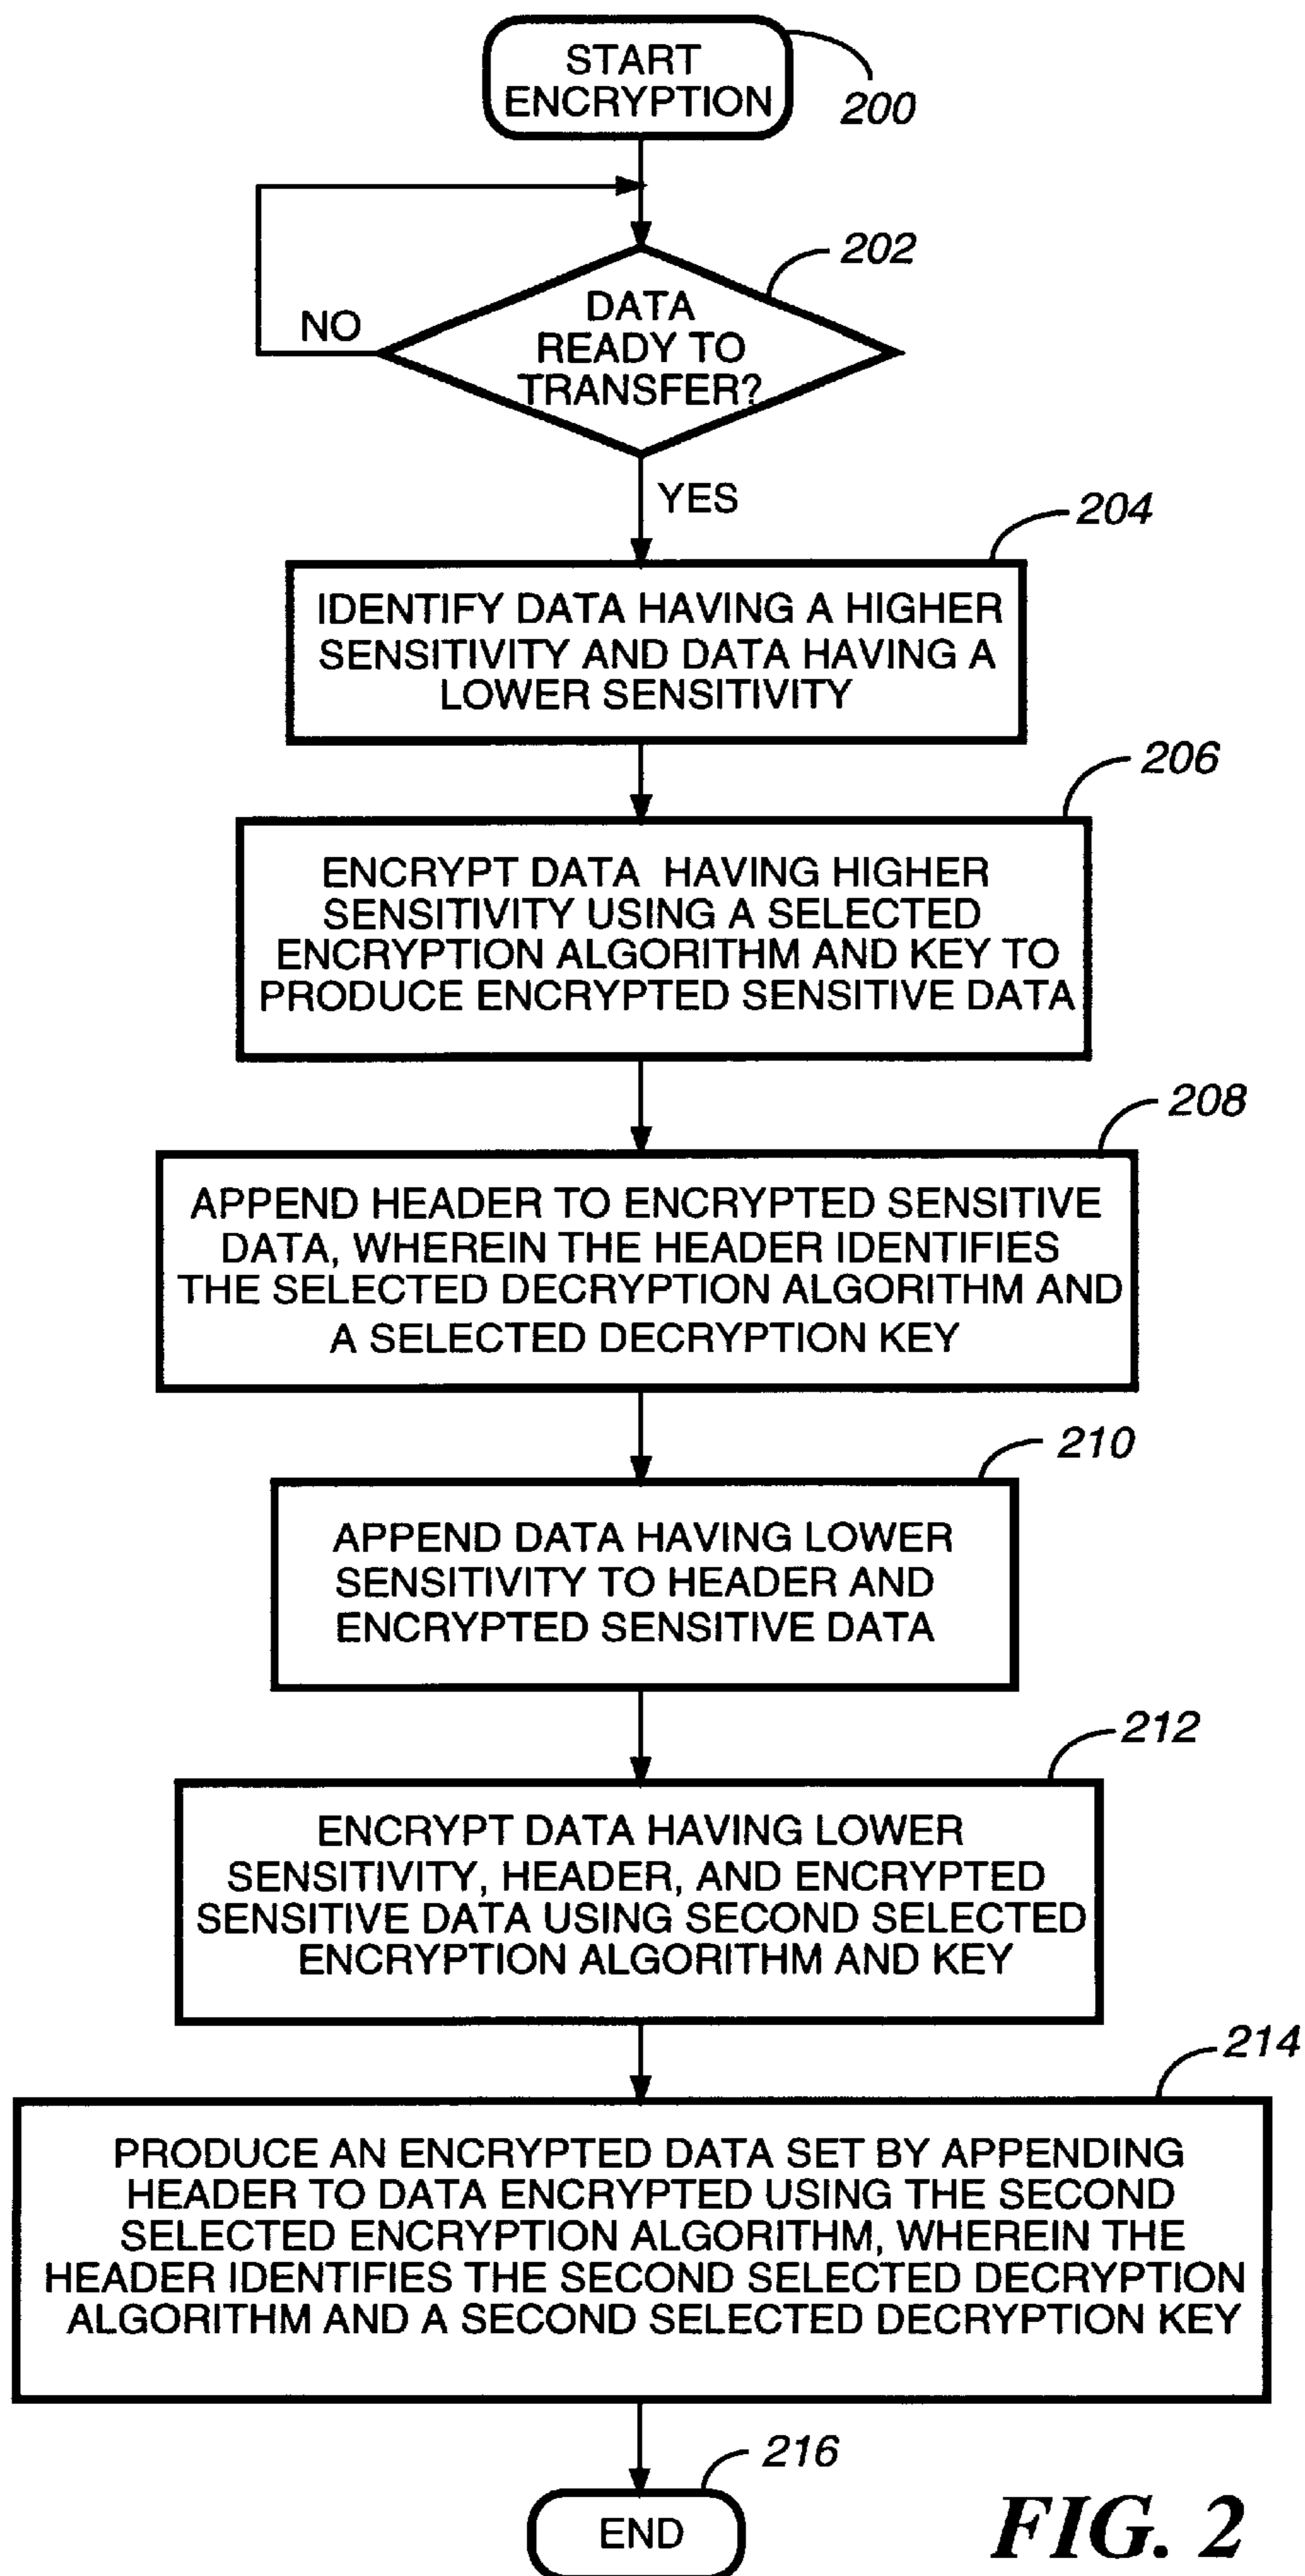 START
ENCRYPTION
200
202
DATA
READY TO
TRANSFER?
NO
YES
204
IDENTIFY DATA HAVING A HIGHER
SENSITIVITY AND DATA HAVING A
LOWER SENSITIVITY
206
ENCRYPT DATA HAVING HIGHER
SENSITIVITY USING A SELECTED
ENCRYPTION ALGORITHM AND KEY TO
PRODUCE ENCRYPTED SENSITIVE DATA
208
APPEND HEADER TO ENCRYPTED SENSITIVE
DATA, WHEREIN THE HEADER IDENTIFIES
THE SELECTED DECRYPTION ALGORITHM AND
A SELECTED DECRYPTION KEY
210
APPEND DATA HAVING LOWER
SENSITIVITY TO HEADER AND
ENCRYPTED SENSITIVE DATA
212
ENCRYPT DATA HAVING LOWER
SENSITIVITY, HEADER, AND ENCRYPTED
SENSITIVE DATA USING SECOND SELECTED
ENCRYPTION ALGORITHM AND KEY
214
PRODUCE AN ENCRYPTED DATA SET BY APPENDING
HEADER TO DATA ENCRYPTED USING THE SECOND
SELECTED ENCRYPTION ALGORITHM, WHEREIN THE
HEADER IDENTIFIES THE SECOND SELECTED DECRYPTION
ALGORITHM AND A SECOND SELECTED DECRYPTION KEY
216
END
FIG. 2